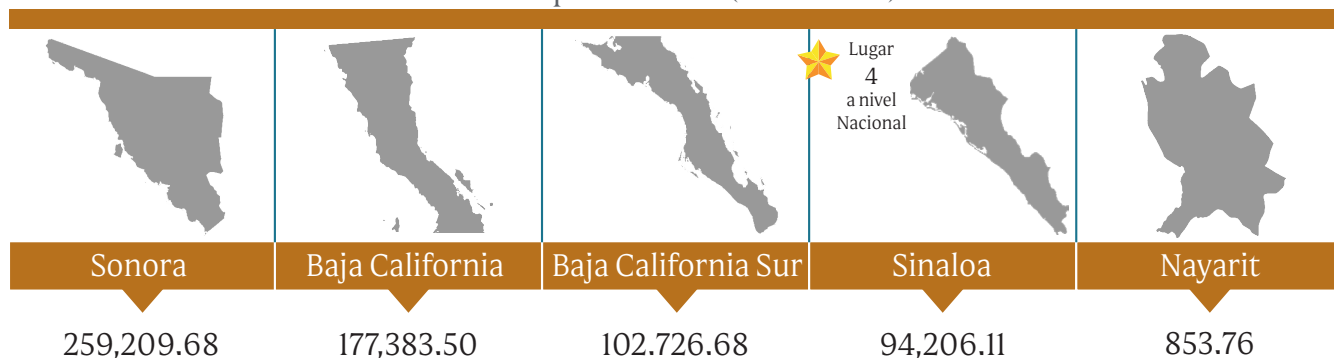 Lugar
4
a nivel
Nacional
Sonora
Baja California
Baja California Sur
Sinaloa
Nayarit
259,209.68
177,383.50
102.726.68
94,206.11
853.76